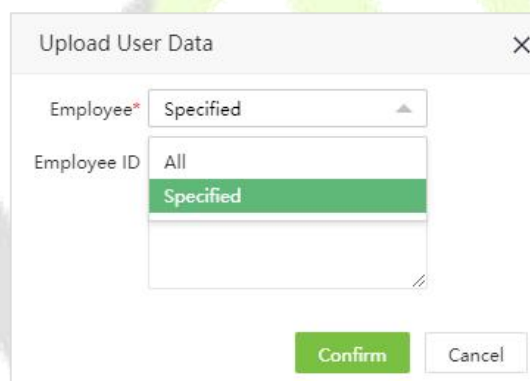 Upload User Data
Employee* Specified
Employee ID All
Specified
Confirm Cancel